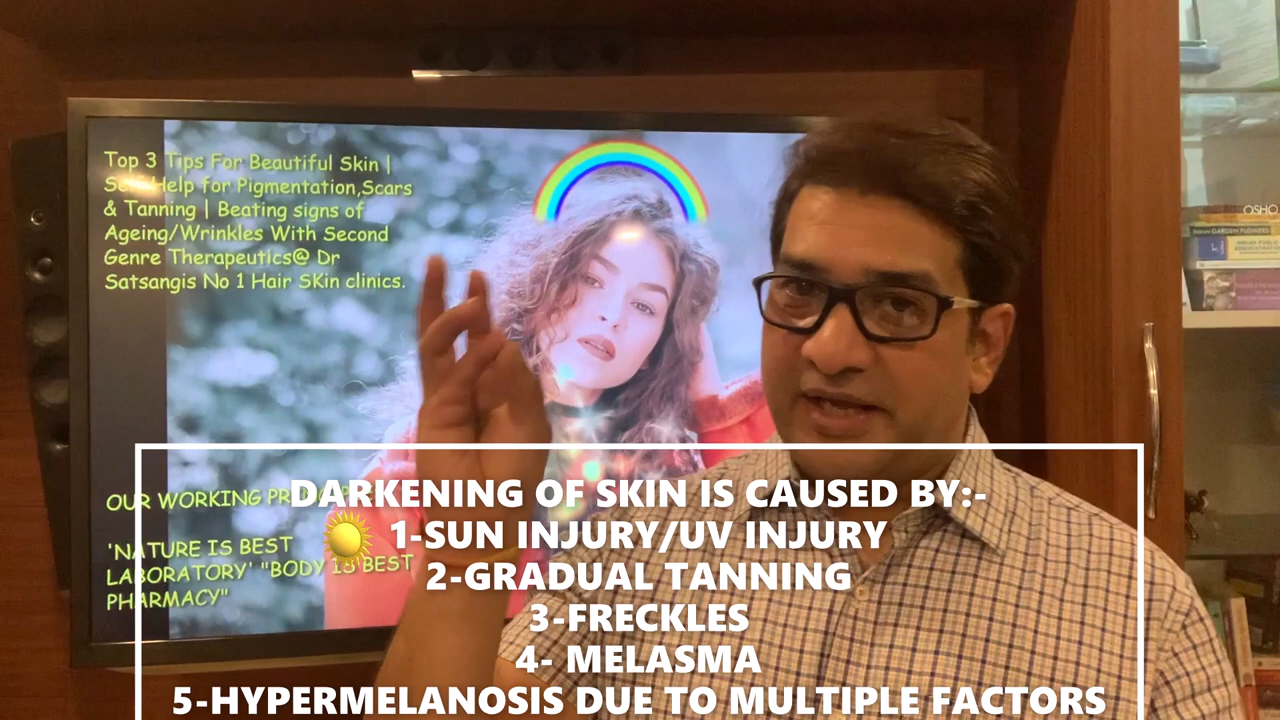 Top 3 Tips For Beautiful Skin |
Self Help for Pigmentation,Scars
& Tanning | Beating signs of
Ageing/Wrinkles With Second
Genre Therapeutics@ Dr
Satsangis No 1 Hair SKin clinics.
OSHO
OUR WORKING
'NATURE IS BEST
LABORATORY' "BODY IS BEST
PHARMACY"
DARKENING OF SKIN IS CAUSED BY:-
1-SUN INJURY/UV INJURY
2-GRADUAL TANNING
3-FRECKLES
4- MELASMA
5-HYPERMELANOSIS DUE TO MULTIPLE FACTORS